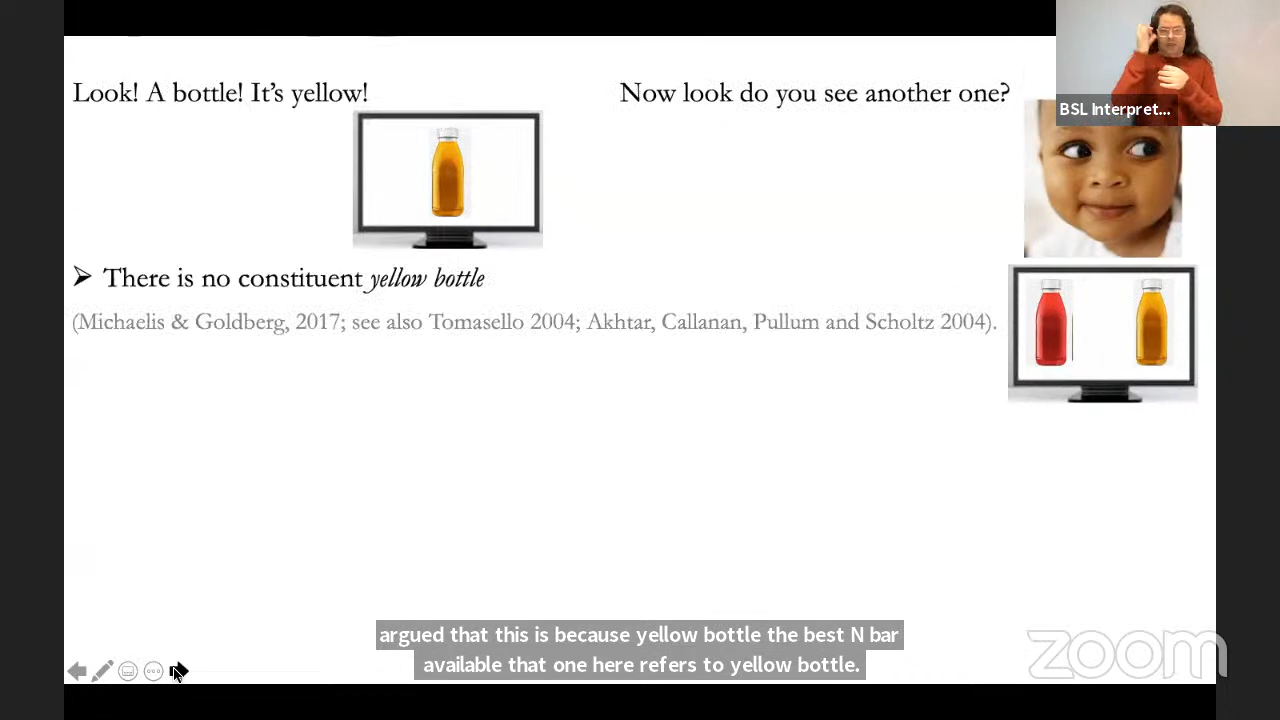 Look! A bottle! It's yellow!
Now look do you see another one?
BSL Interpret...
➢ There is no constituent yellow bottle
(Michaelis & Goldberg, 2017; see also Tomasello 2004; Akhtar, Callanan, Pullum and Scholtz 2004).
argued that this is because yellow bottle the best N bar
available that one here refers to yellow bottle.
zoom